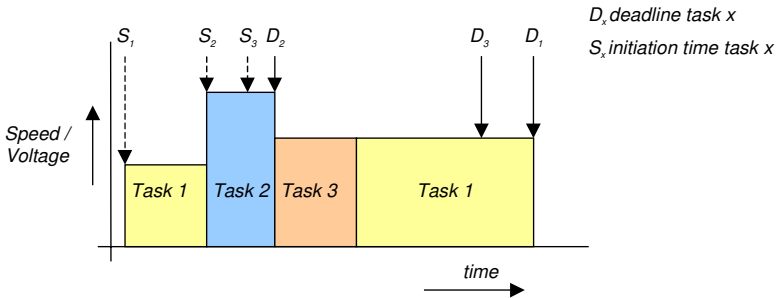 S1 S2 S3 D2 D3 D1
Dx deadline task x
Sx initiation time task x
Speed /
Voltage
Task 1 Task 2 Task 3 Task 1
time